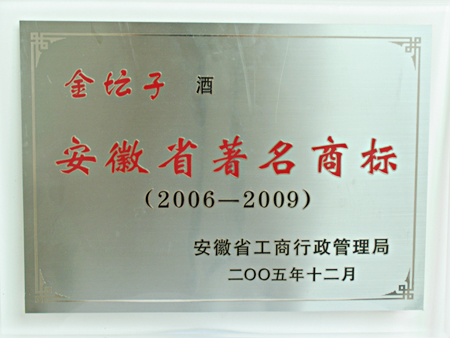 金坛子 酒
安徽省著名商标
(2006—2009)
安徽省工商行政管理局
二〇〇五年十二月